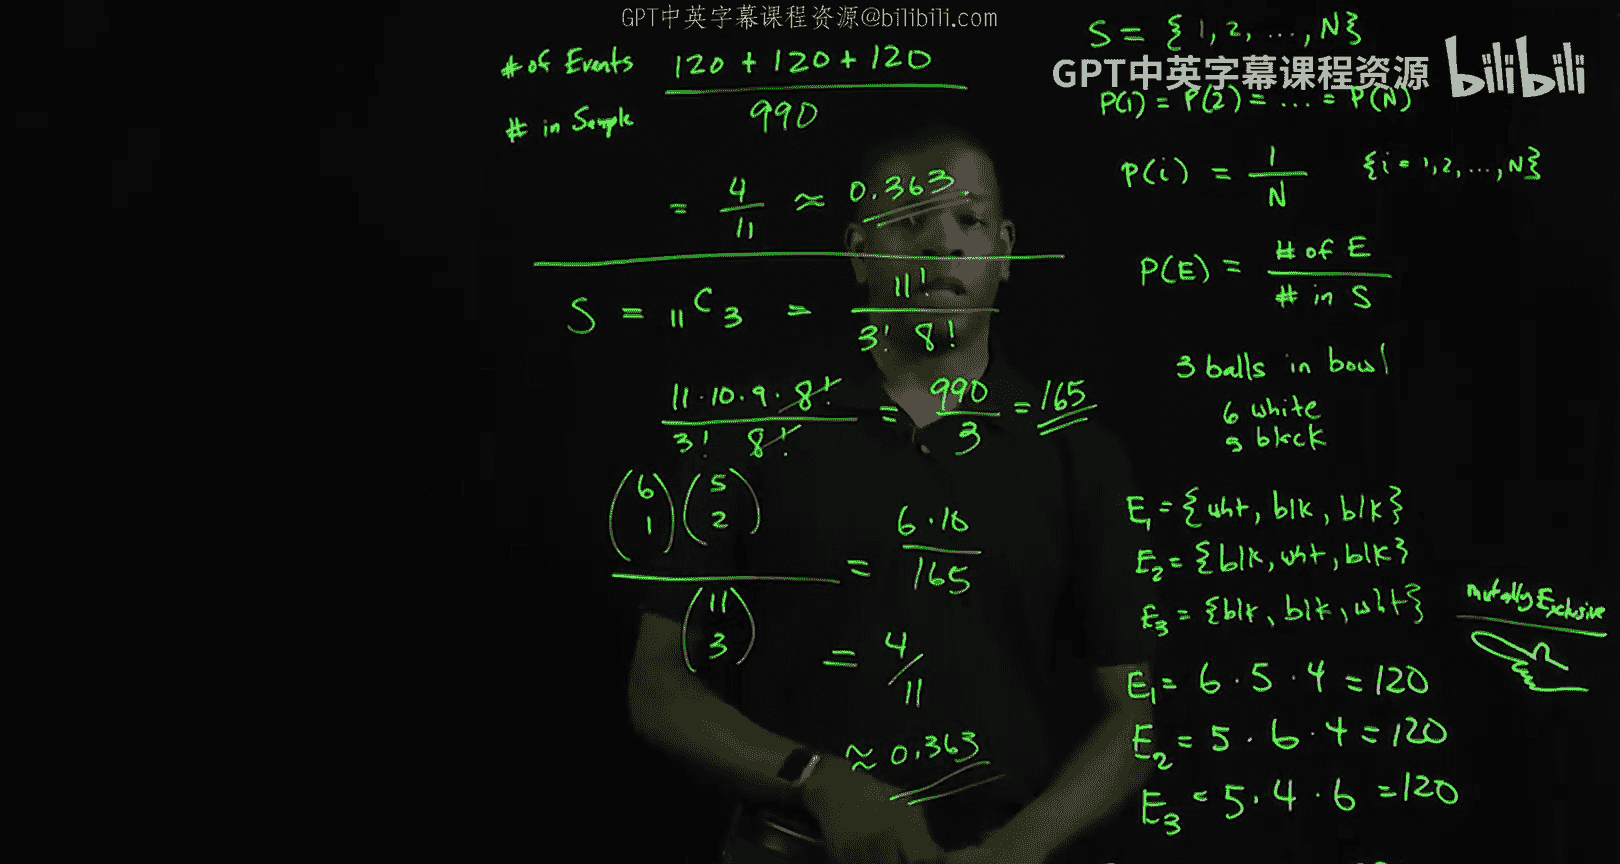 GPT中英字幕课程资源@bilibili.com
# of Events
# in Sample
120 + 120 + 120
990
= 4/11 ≈ 0.363
S = 11C3 = 11! / 3! 8!
11·10·9·8! / 3! 8! = 990 / 3 = 165
(6 1)(5 2) / (11 3) = 6·10 / 165
= 4/11
≈ 0.363
S = {1, 2, ..., N}
GPT中英字幕课程资源 bilibili
P(1) = P(2) = ... = P(N)
P(i) = 1/N {i = 1, 2, ..., N}
P(E) = # of E / # in S
3 balls in bowl
6 white
5 black
E1 = {wht, blk, blk}
E2 = {blk, wht, blk}
E3 = {blk, blk, wht}
mutally Exclusive
E1 = 6 · 5 · 4 = 120
E2 = 5 · 6 · 4 = 120
E3 = 5 · 4 · 6 = 120